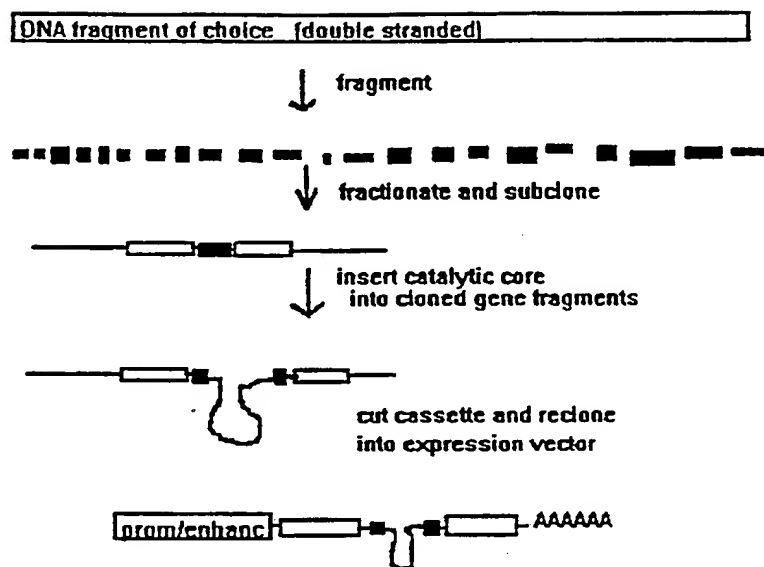 DNA fragment of choice (double stranded)
fragment
fractionate and subclone
insert catalytic core
into cloned gene fragments
cut cassette and reclone
into expression vector
prom/enhanc
AAAAAA